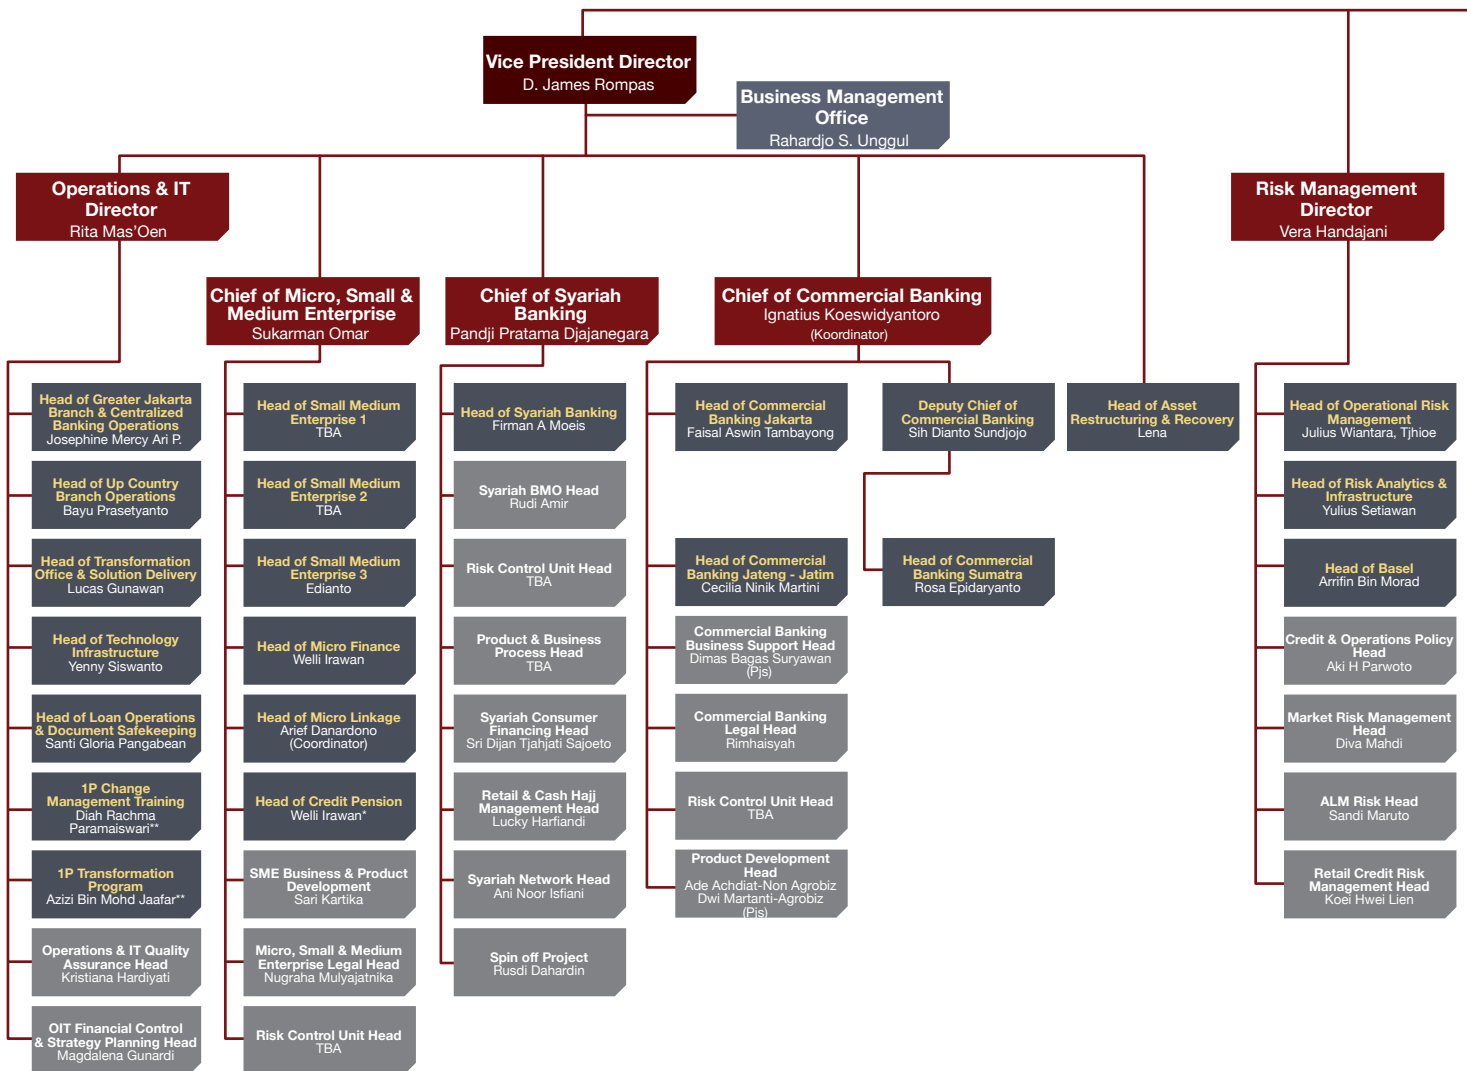 Vice President Director
D. James Rompas
Business Management
Office
Rahardjo S. Unggul
Operations & IT
Director
Rita Mas’Oen
Risk Management
Director
Vera Handajani
Chief of Micro, Small &
Medium Enterprise
Sukarman Omar
Chief of Syariah
Banking
Pandji Pratama Djajanegara
Chief of Commercial Banking
Ignatius Koeswidyantoro
(Koordinator)
Head of Greater Jakarta
Branch & Centralized
Banking Operations
Josephine Mercy Ari P.
Head of Up Country
Branch Operations
Bayu Prasetyanto
Head of Transformation
Office & Solution Delivery
Lucas Gunawan
Head of Technology
Infrastructure
Yenny Siswanto
Head of Loan Operations
& Document Safekeeping
Santi Gloria Pangabean
1P Change
Management Training
Diah Rachma
Paramaiswari**
1P Transformation
Program
Azizi Bin Mohd Jaafar**
Operations & IT Quality
Assurance Head
Kristiana Hardiyati
OIT Financial Control
& Strategy Planning Head
Magdalena Gunardi
Head of Small Medium
Enterprise 1
TBA
Head of Small Medium
Enterprise 2
TBA
Head of Small Medium
Enterprise 3
Edianto
Head of Micro Finance
Welli Irawan
Head of Micro Linkage
Arief Danardono
(Coordinator)
Head of Credit Pension
Welli Irawan*
SME Business & Product
Development
Sari Kartika
Micro, Small & Medium
Enterprise Legal Head
Nugraha Mulyajatnika
Risk Control Unit Head
TBA
Head of Syariah Banking
Firman A Moeis
Syariah BMO Head
Rudi Amir
Risk Control Unit Head
TBA
Product & Business
Process Head
TBA
Syariah Consumer
Financing Head
Sri Dijan Tjahjati Sajoeto
Retail & Cash Hajj
Management Head
Lucky Harfiandi
Syariah Network Head
Ani Noor Isfiani
Spin off Project
Rusdi Dahardin
Head of Commercial
Banking Jakarta
Faisal Aswin Tambayong
Head of Commercial
Banking Jateng - Jatim
Cecilia Ninik Martini
Commercial Banking
Business Support Head
Dimas Bagas Suryawan
(Pjs)
Commercial Banking
Legal Head
Rimhaisyah
Risk Control Unit Head
TBA
Product Development
Head
Ade Achdiat-Non Agrobiz
Dwi Martanti-Agrobiz
(Pjs)
Deputy Chief of
Commercial Banking
Sih Dianto Sundjojo
Head of Commercial
Banking Sumatra
Rosa Epidaryanto
Head of Asset
Restructuring & Recovery
Lena
Head of Operational Risk
Management
Julius Wiantara, Tjhioe
Head of Risk Analytics &
Infrastructure
Yulius Setiawan
Head of Basel
Arrifin Bin Morad
Credit & Operations Policy
Head
Aki H Parwoto
Market Risk Management
Head
Diva Mahdi
ALM Risk Head
Sandi Maruto
Retail Credit Risk
Management Head
Koei Hwei Lien